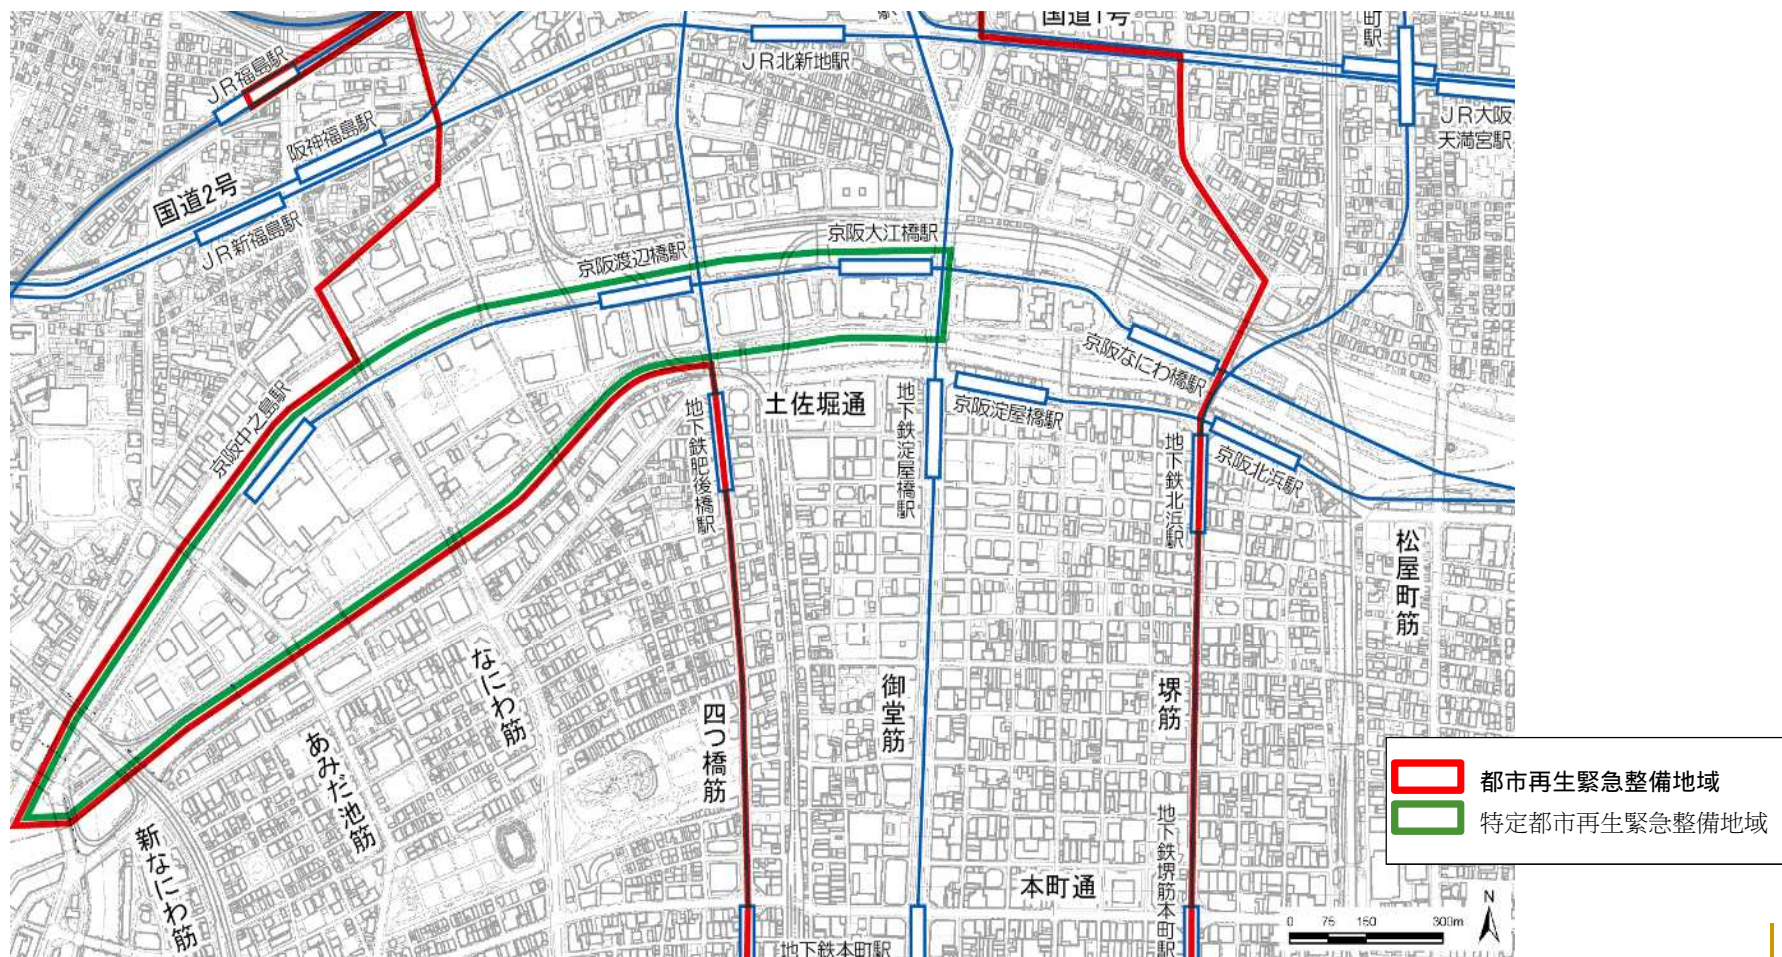 国道1号
町駅
JR福島駅
JR北新地駅
JR大阪
天満宮駅
阪神福島駅
国道2号
JR新福島駅
京阪大江橋駅
京阪渡辺橋駅
京阪なにわ橋駅
京阪中之島駅
土佐堀通
地下鉄肥後橋駅
地下鉄淀屋橋駅
京阪淀屋橋駅
地下鉄北浜駅
京阪北浜駅
松屋町筋
なにわ筋
あみだ池筋
四つ橋筋
御堂筋
堺筋
都市再生緊急整備地域
特定都市再生緊急整備地域
新なにわ筋
地下鉄堺筋本町駅
本町通
地下鉄本町駅
N
0 75 150 300m